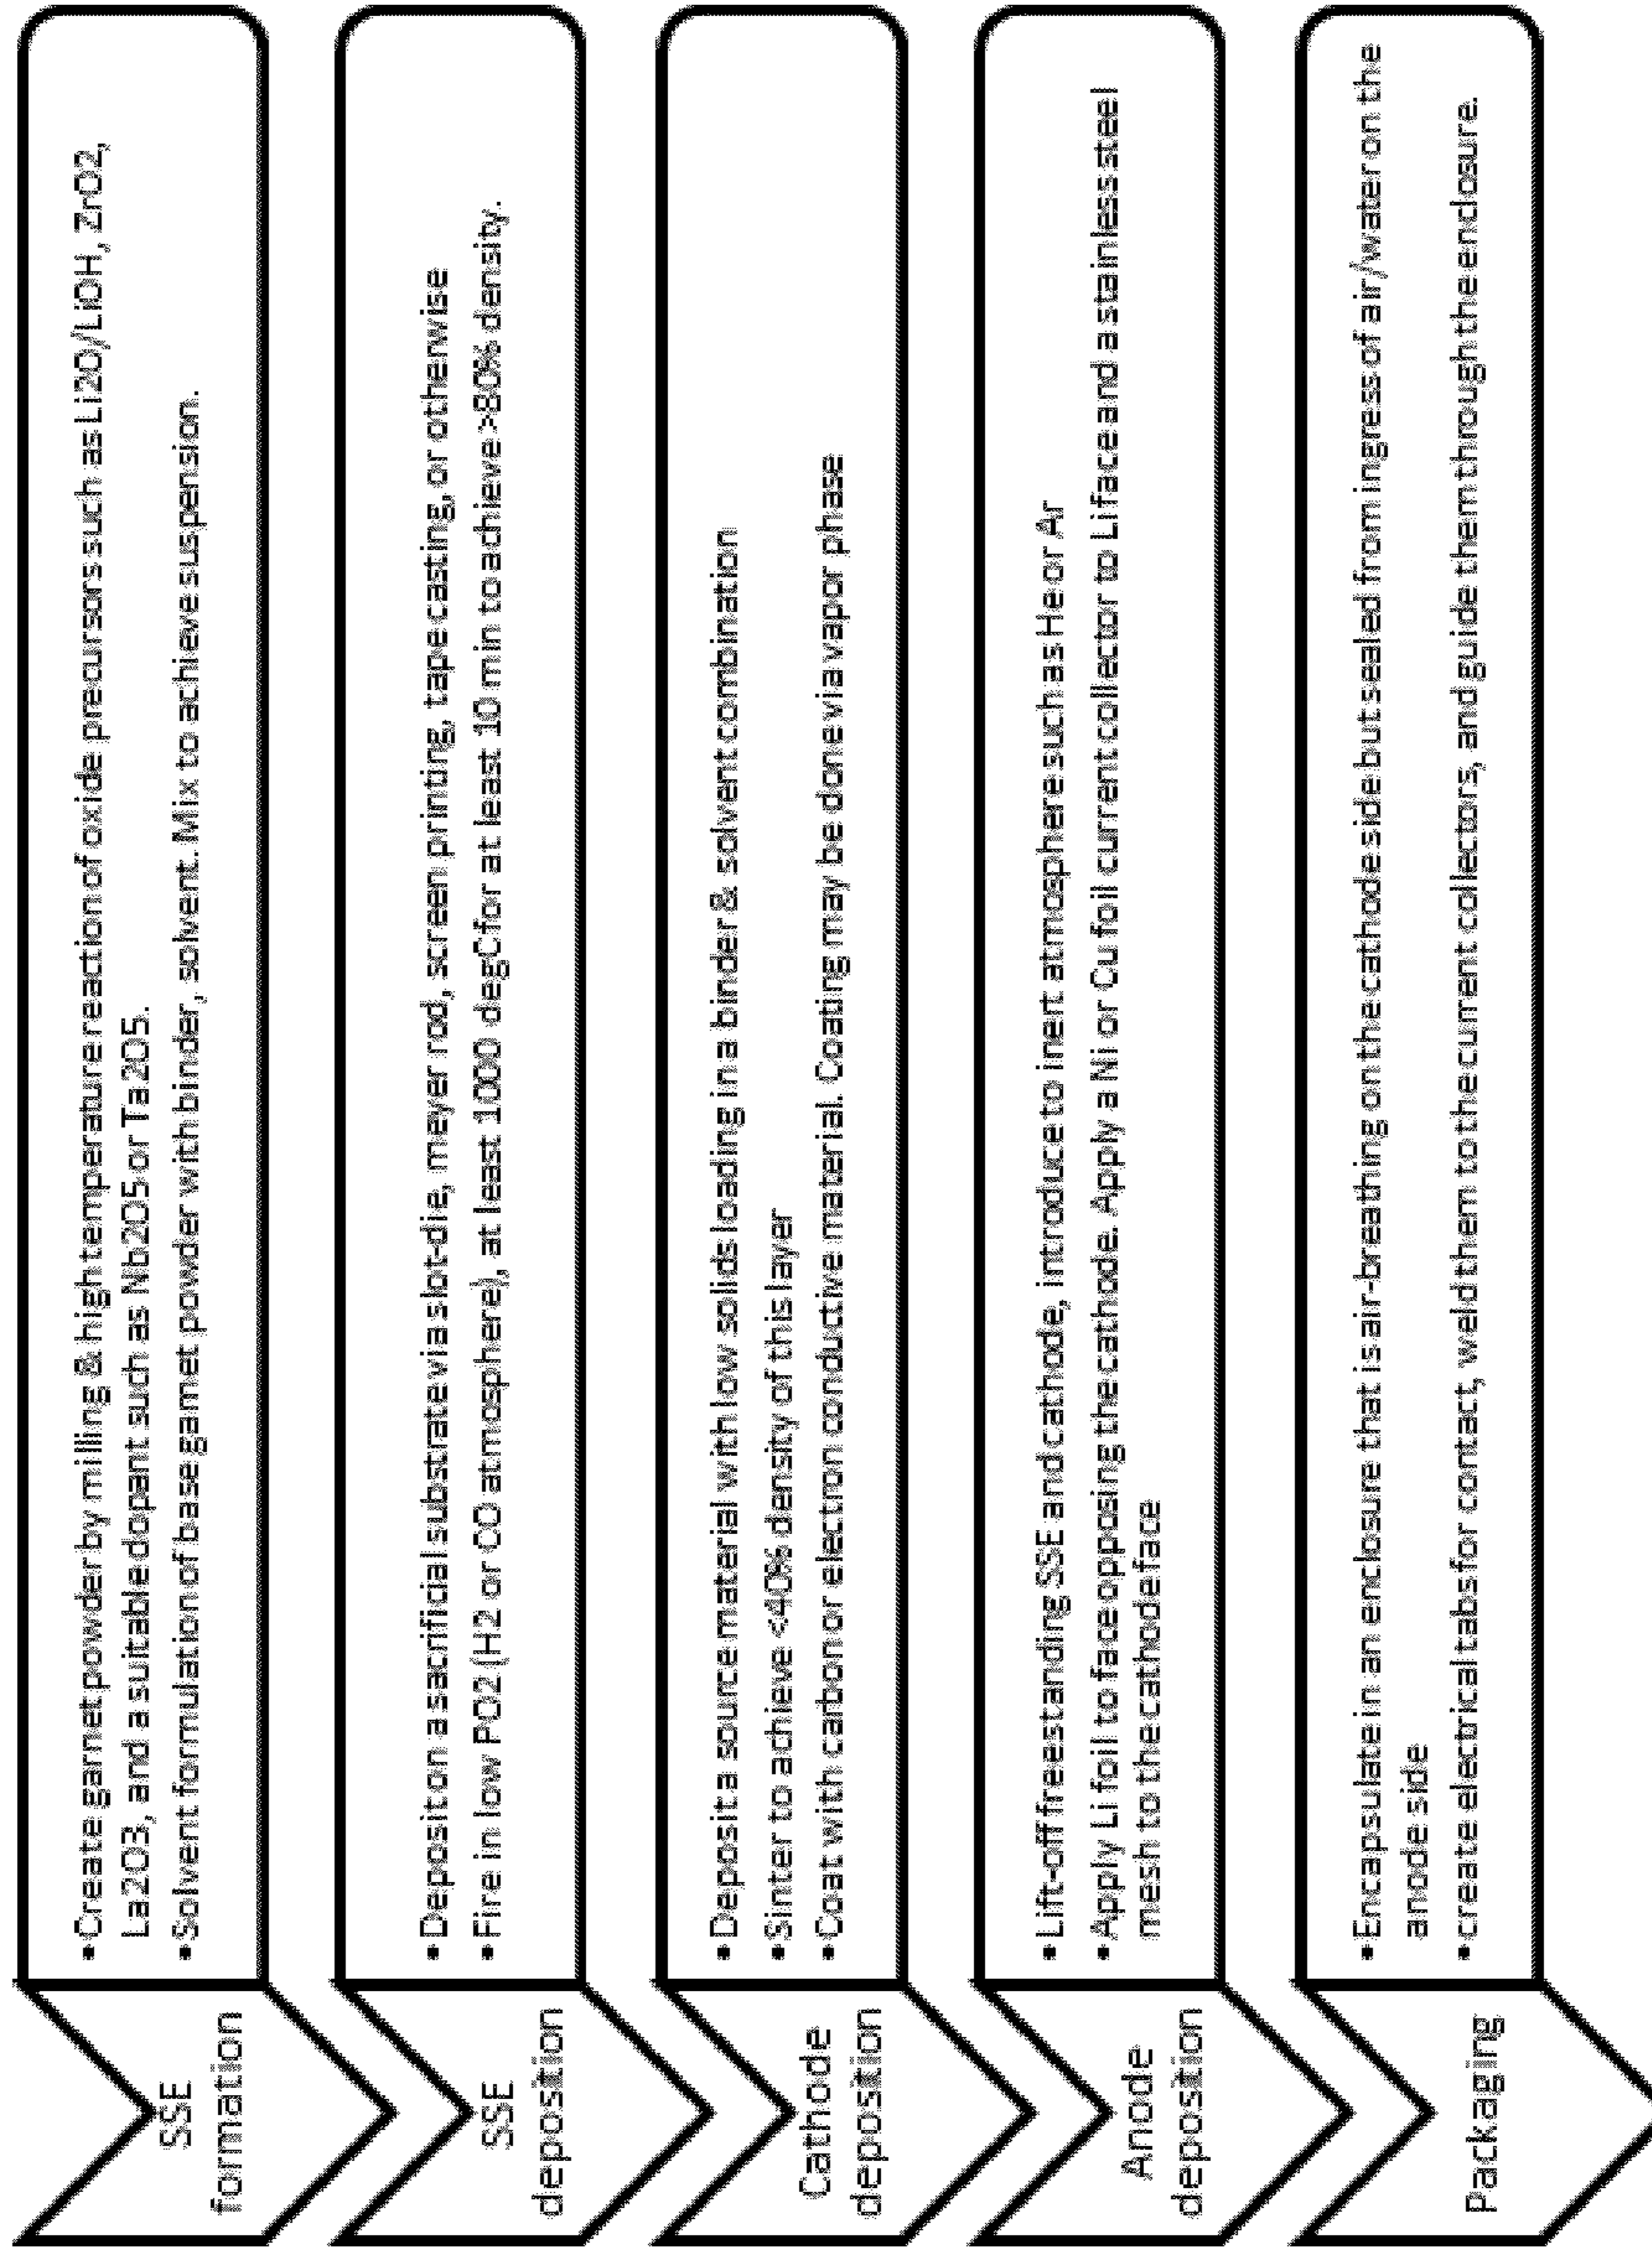 SSE
formation
• Create garnet powder by milling & high temperature reaction of oxide precursors such as Li2O/LiOH, ZrO2,
La2O3, and a suitable dopant such as Nb2O5 or Ta2O5.
• Solvent formulation of base garnet powder with binder, solvent. Mix to achieve suspension.
SSE
deposition
• Deposit on a sacrificial substrate via slot-die, meyer rod, screen printing, tape casting, or otherwise
• Fire in low PO2 (H2 or CO atmosphere), at least 1000 degC for at least 10 min to achieve >80% density.
Cathode
deposition
• Deposit a source material with low solids loading in a binder & solvent combination
• Sinter to achieve <40% density of this layer
• Coat with carbon or electron conductive material. Coating may be done via vapor phase
Anode
deposition
• Lift-off freestanding SSE and cathode, introduce to inert atmosphere such as He or Ar
• Apply Li foil to face opposing the cathode. Apply a Ni or Cu foil current collector to Li face and a stainless steel
mesh to the cathode face
Packaging
• Encapsulate in an enclosure that is air-breathing on the cathode side but sealed from ingress of air/water on the
anode side
• create electrical tabs for contact, weld them to the current collectors, and guide them through the enclosure.